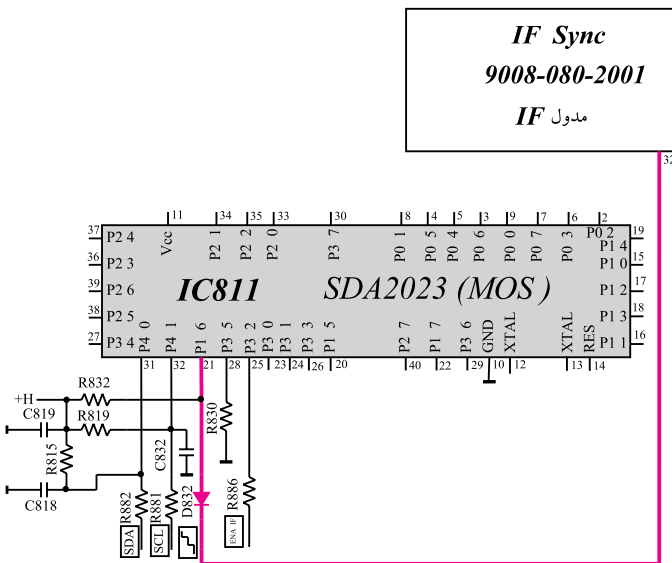 IF Sync
9008-080-2001
مدول IF
32
11
34
35
33
30
8
4
5
3
9
7
6
2
37
P2 4
Vcc
P2 1
P2 2
P2 0
P3 7
P0 1
P0 5
P0 4
P0 6
P0 0
P0 7
P0 3
P0 2
19
P1 4
36
P2 3
15
P1 0
39
P2 6
IC811
SDA2023 (MOS )
17
P1 2
38
P2 5
18
P1 3
27
P3 4
16
P1 1
P4 0
P4 1
P1 6
P3 5
P3 2
P3 0
P3 1
P3 3
P1 5
P2 7
P1 7
P3 6
GND
XTAL
XTAL
RES
31
32
21
28
25
23
24
26
20
40
22
29
10
12
13
14
R832
+H
C819
R819
R815
C832
R830
C818
R882
R881
D832
R886
SDA
SCL
ENA IF